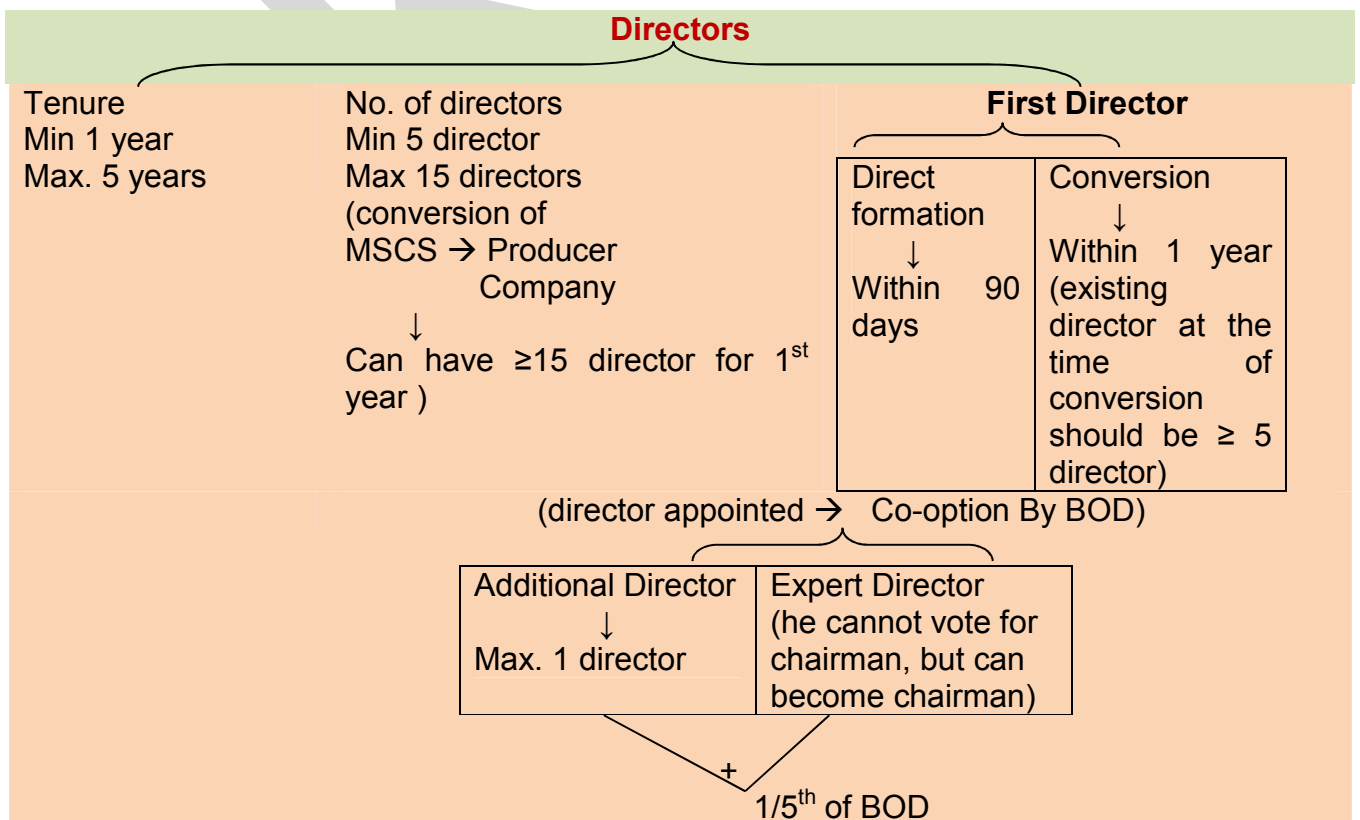 Directors
Tenure
Min 1 year
Max. 5 years
No. of directors
Min 5 director
Max 15 directors
(conversion of
MSCS → Producer
Company
↓
Can have ≥15 director for 1st
year )
First Director
Direct
formation
↓
Within 90
days
Conversion
↓
Within 1 year
(existing
director at the
time of
conversion
should be ≥ 5
director)
(director appointed → Co-option By BOD)
Additional Director
↓
Max. 1 director
Expert Director
(he cannot vote for
chairman, but can
become chairman)
+
1/5th of BOD